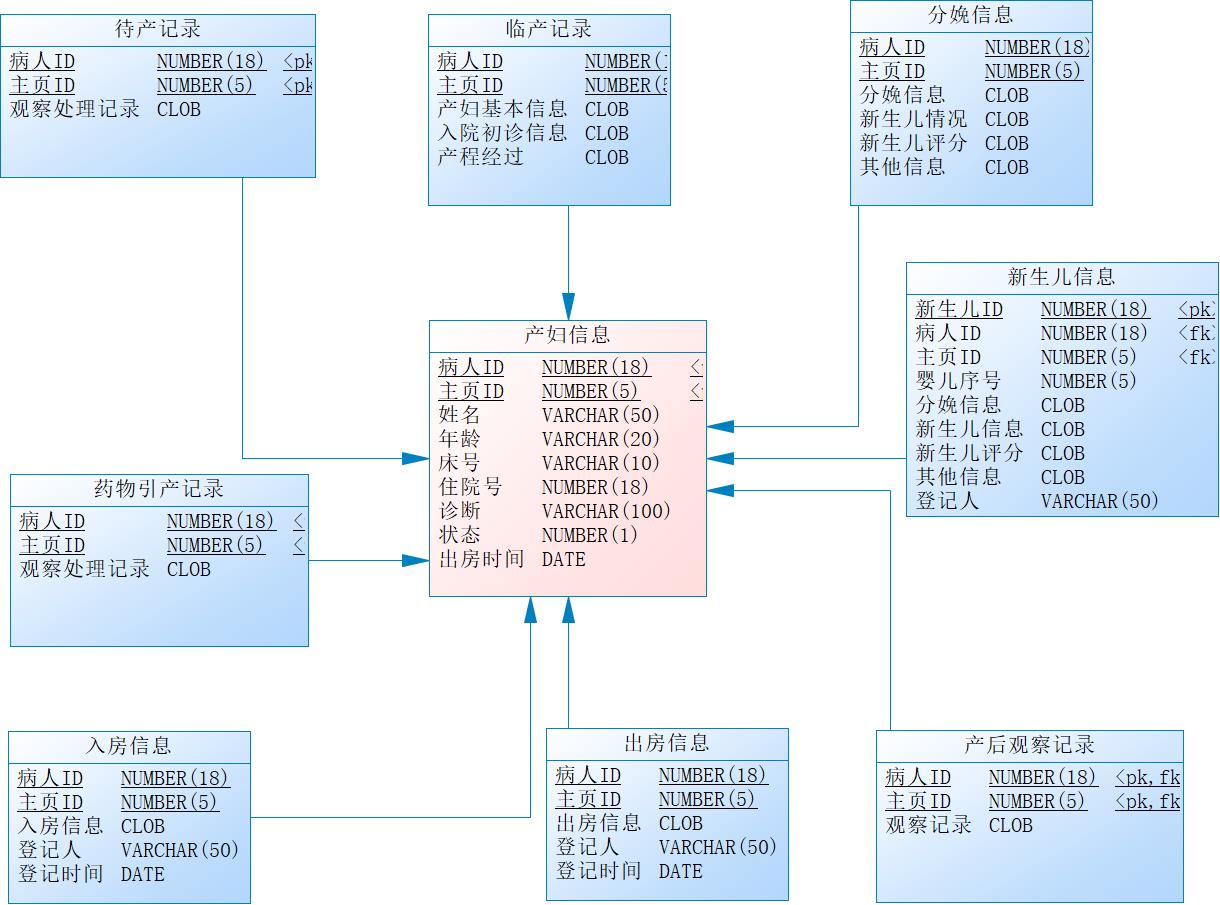 待产记录
病人ID NUMBER(18) <pk
主页ID NUMBER(5) <pk
观察处理记录 CLOB
临产记录
病人ID NUMBER(
主页ID NUMBER(
产妇基本信息 CLOB
入院初诊信息 CLOB
产程经过 CLOB
分娩信息
病人ID NUMBER(18)
主页ID NUMBER(5)
分娩信息 CLOB
新生儿情况 CLOB
新生儿评分 CLOB
其他信息 CLOB
新生儿信息
新生儿ID NUMBER(18) <pk>
病人ID NUMBER(18) <fk>
主页ID NUMBER(5) <fk>
婴儿序号 NUMBER(5)
分娩信息 CLOB
新生儿信息 CLOB
新生儿评分 CLOB
其他信息 CLOB
登记人 VARCHAR(50)
产妇信息
病人ID NUMBER(18) <
主页ID NUMBER(5) <
姓名 VARCHAR(50)
年龄 VARCHAR(20)
床号 VARCHAR(10)
住院号 NUMBER(18)
诊断 VARCHAR(100)
状态 NUMBER(1)
出房时间 DATE
药物引产记录
病人ID NUMBER(18) <
主页ID NUMBER(5) <
观察处理记录 CLOB
入房信息
病人ID NUMBER(18)
主页ID NUMBER(5)
入房信息 CLOB
登记人 VARCHAR(50)
登记时间 DATE
出房信息
病人ID NUMBER(18)
主页ID NUMBER(5)
出房信息 CLOB
登记人 VARCHAR(50)
登记时间 DATE
产后观察记录
病人ID NUMBER(18) <pk,fk
主页ID NUMBER(5) <pk,fk
观察记录 CLOB